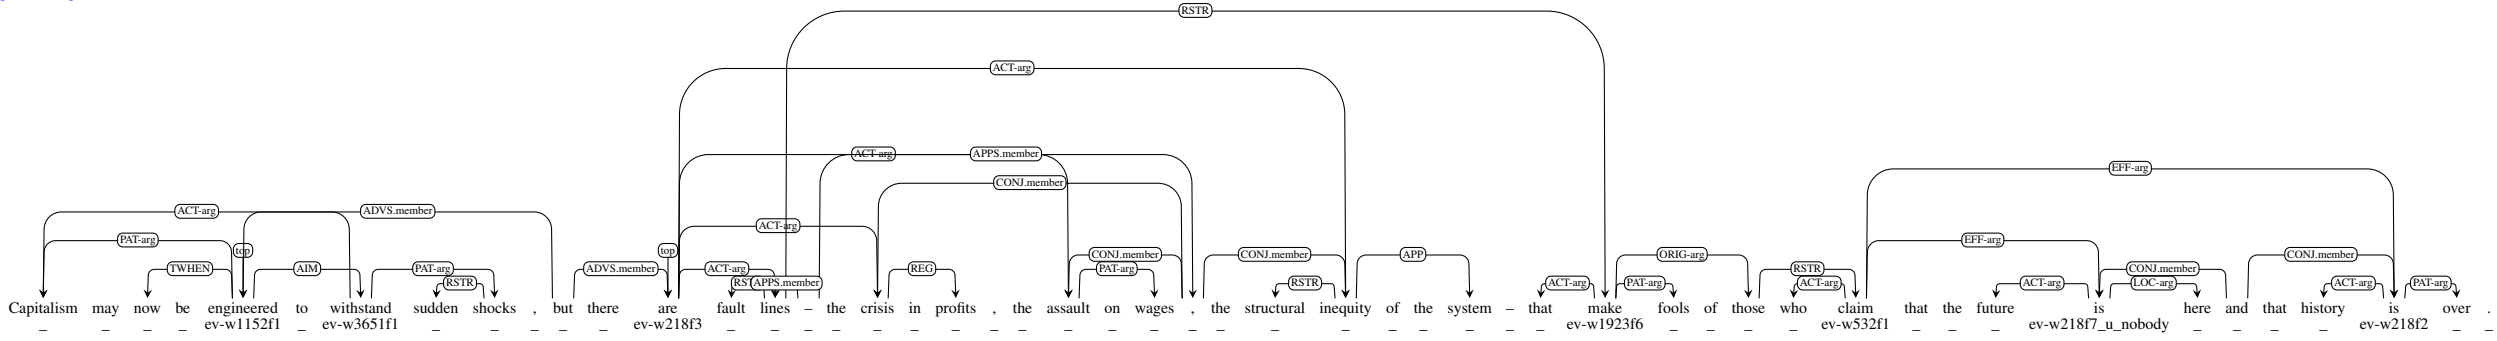 RSTR
ACT-arg
ACT-arg APPS.member
EFF-arg
CONJ.member
ACT-arg ADVS.member
ACT-arg
PAT-arg EFF-arg
top top CONJ.member CONJ.member APP ORIG-arg CONJ.member
TWHEN AIM PAT-arg ADVS.member ACT-arg REG PAT-arg RSTR CONJ.member
RSTR APPS.member RSTR ACT-arg PAT-arg ACT-arg ACT-arg LOC-arg ACT-arg PAT-arg
Capitalism may now be engineered to withstand sudden shocks , but there are fault lines – the crisis in profits , the assault on wages , the structural inequity of the system – that make fools of those who claim that the future is here and that history is over .
_ _ _ _ ev-w1152f1 _ ev-w3651f1 _ _ _ _ _ ev-w218f3 _ _ _ _ _ _ _ _ _ _ _ _ _ _ _ _ _ _ _ _ _ _ ev-w1923f6 _ _ _ _ ev-w532f1 _ _ _ ev-w218f7_u_nobody _ _ _ _ ev-w218f2 _ _